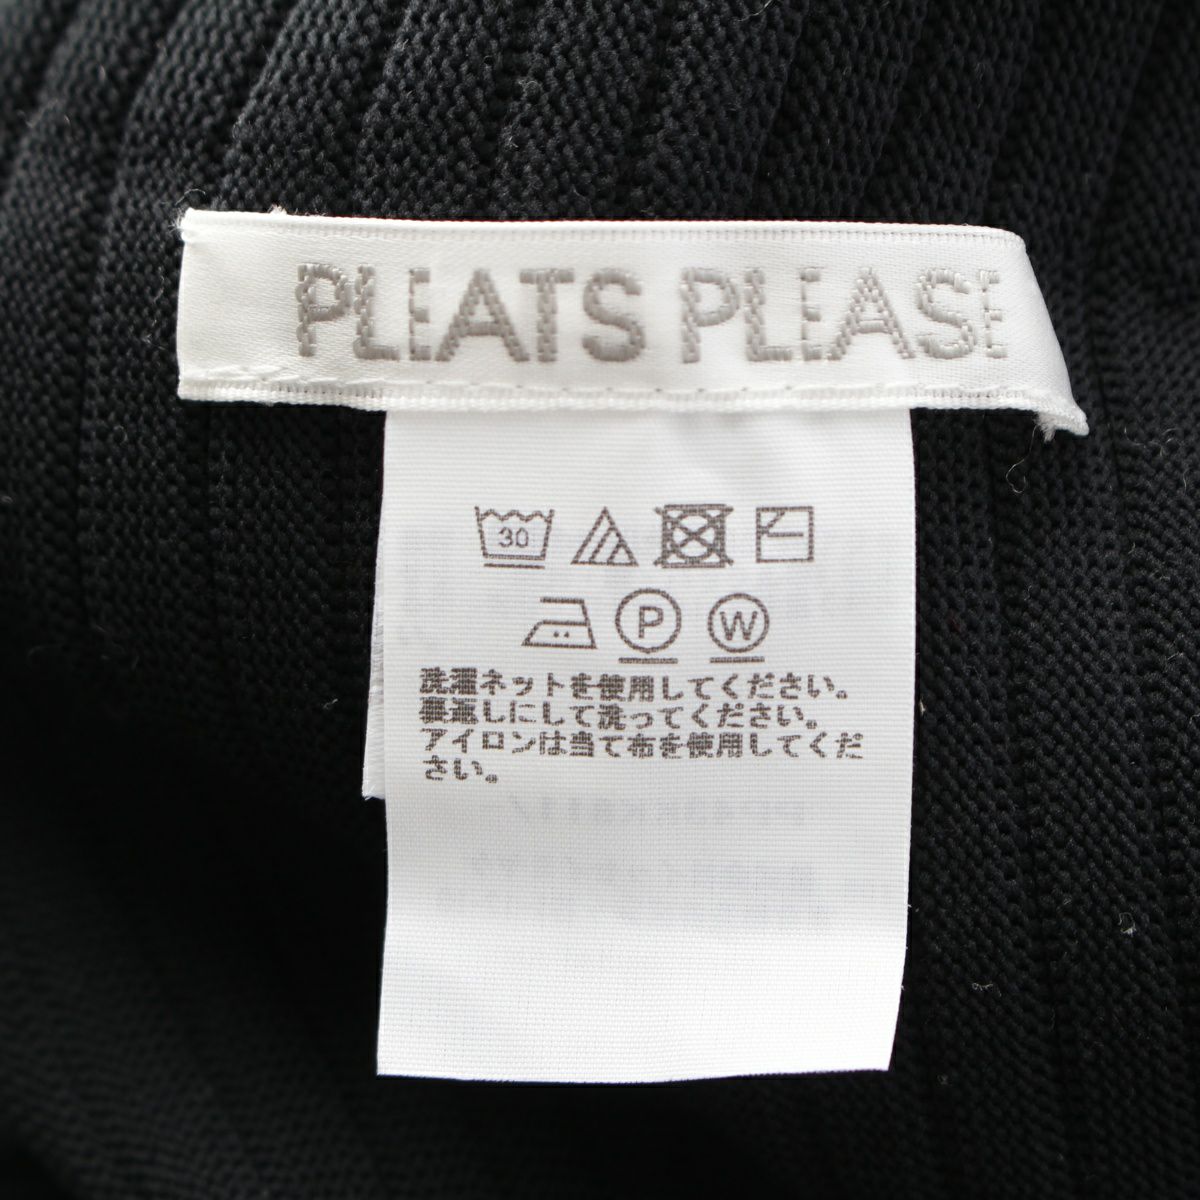 PLEATS PLEASE
30
P W
洗濯ネットを使用してください。
裏返しにして洗ってください。
アイロンは当て布を使用してくだ
さい。